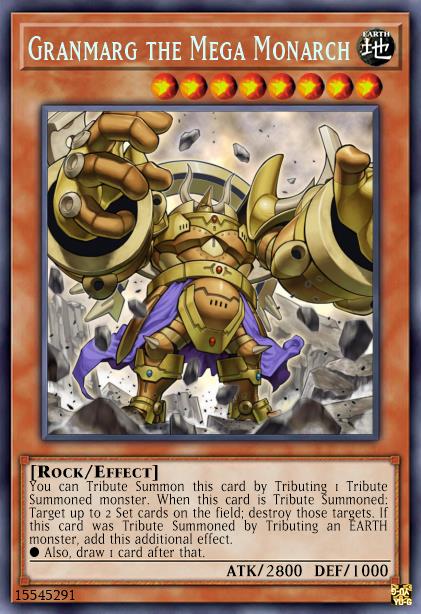 GRANMARG THE MEGA MONARCH
EARTH
地
[ROCK/EFFECT]
You can Tribute Summon this card by Tributing 1 Tribute
Summoned monster. When this card is Tribute Summoned:
Target up to 2 Set cards on the field; destroy those targets. If
this card was Tribute Summoned by Tributing an EARTH
monster, add this additional effect.
● Also, draw 1 card after that.
ATK/2800 DEF/1000
15545291